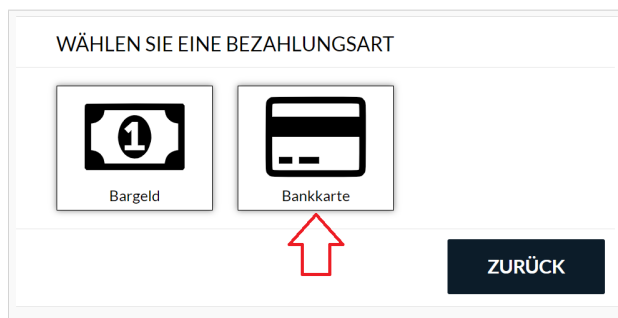 WÄHLEN SIE EINE BEZAHLUNGSART
1
Bargeld
Bankkarte
ZURÜCK